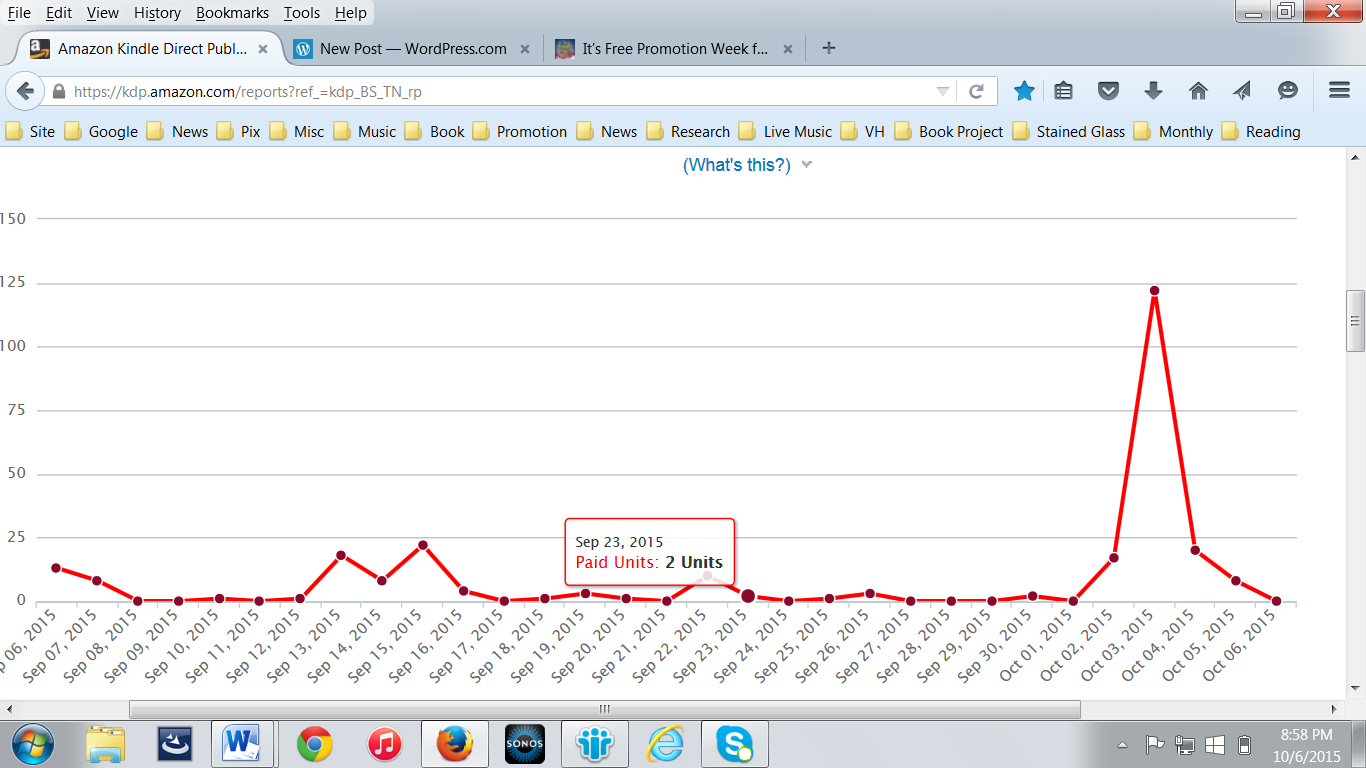 File Edit View History Bookmarks Tools Help
Amazon Kindle Direct Publ... New Post — WordPress.com It's Free Promotion Week f...
https://kdp.amazon.com/reports?ref_=kdp_BS_TN_rp
Site Google News Pix Misc Music Book Promotion News Research Live Music VH Book Project Stained Glass Monthly Reading
(What's this?)
150
125
100
75
50
25
0
Sep 23, 2015
Paid Units: 2 Units
p 06, 2015
Sep 07, 2015
Sep 08, 2015
Sep 09, 2015
Sep 10, 2015
Sep 11, 2015
Sep 12, 2015
Sep 13, 2015
Sep 14, 2015
Sep 15, 2015
Sep 16, 2015
Sep 17, 2015
Sep 18, 2015
Sep 19, 2015
Sep 20, 2015
Sep 21, 2015
Sep 22, 2015
Sep 23, 2015
Sep 24, 2015
Sep 25, 2015
Sep 26, 2015
Sep 27, 2015
Sep 28, 2015
Sep 29, 2015
Sep 30, 2015
Oct 01, 2015
Oct 02, 2015
Oct 03, 2015
Oct 04, 2015
Oct 05, 2015
Oct 06, 2015
SONOS
8:58 PM
10/6/2015